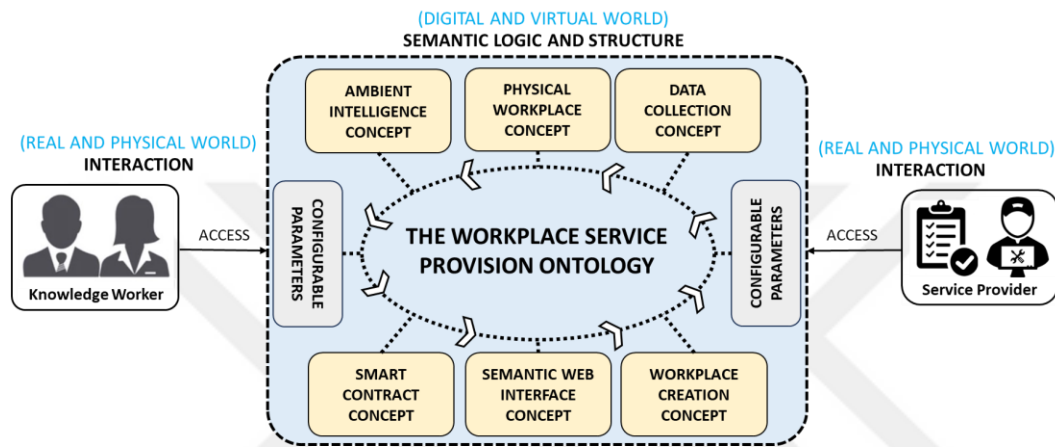 (DIGITAL AND VIRTUAL WORLD)
SEMANTIC LOGIC AND STRUCTURE
AMBIENT
INTELLIGENCE
CONCEPT
PHYSICAL
WORKPLACE
CONCEPT
DATA
COLLECTION
CONCEPT
(REAL AND PHYSICAL WORLD)
INTERACTION
Knowledge Worker
ACCESS
CONFIGURABLE
PARAMETERS
THE WORKPLACE SERVICE
PROVISION ONTOLOGY
CONFIGURABLE
PARAMETERS
(REAL AND PHYSICAL WORLD)
INTERACTION
ACCESS
Service Provider
SMART
CONTRACT
CONCEPT
SEMANTIC WEB
INTERFACE
CONCEPT
WORKPLACE
CREATION
CONCEPT